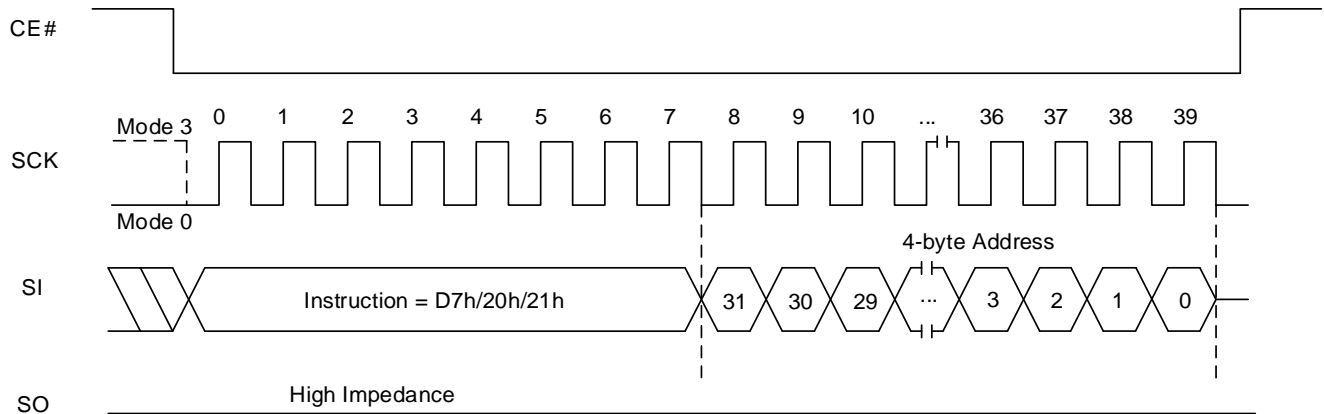 CE#
0 1 2 3 4 5 6 7 8 9 10 ... 36 37 38 39
Mode 3
SCK
Mode 0
4-byte Address
SI
Instruction = D7h/20h/21h 31 30 29 ... 3 2 1 0
High Impedance
SO